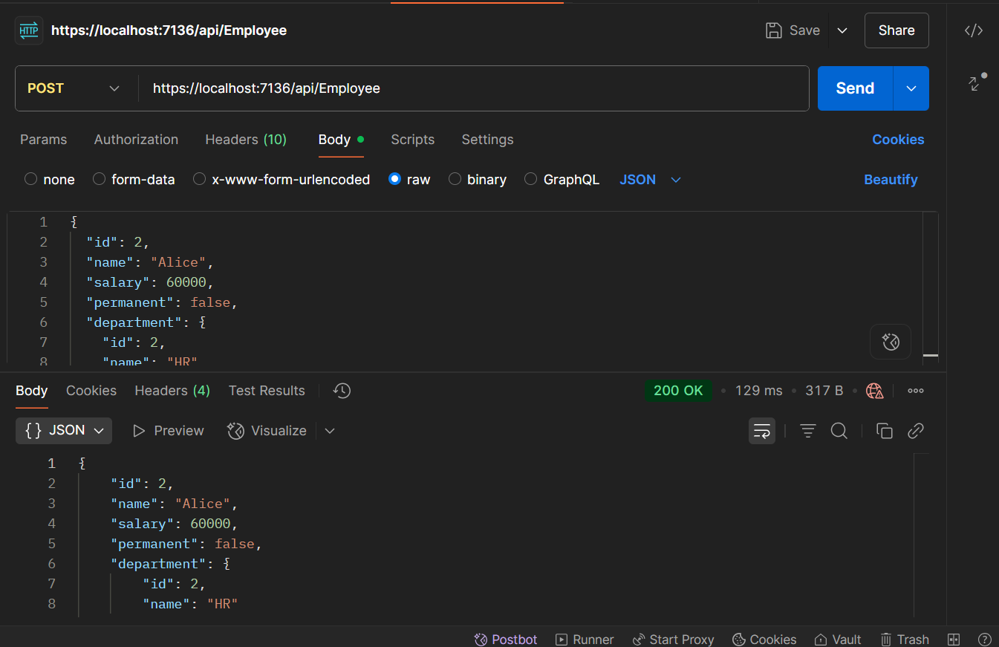 HTTP https://localhost:7136/api/Employee Save Share </>
POST https://localhost:7136/api/Employee Send
Params Authorization Headers (10) Body Scripts Settings Cookies
none form-data x-www-form-urlencoded raw binary GraphQL JSON Beautify
1 {
2 "id": 2,
3 "name": "Alice",
4 "salary": 60000,
5 "permanent": false,
6 "department": {
7 "id": 2,
8 "name": "HR"
Body Cookies Headers (4) Test Results 200 OK • 129 ms • 317 B •
{} JSON Preview Visualize
1 {
2 "id": 2,
3 "name": "Alice",
4 "salary": 60000,
5 "permanent": false,
6 "department": {
7 "id": 2,
8 "name": "HR"
Postbot Runner Start Proxy Cookies Vault Trash